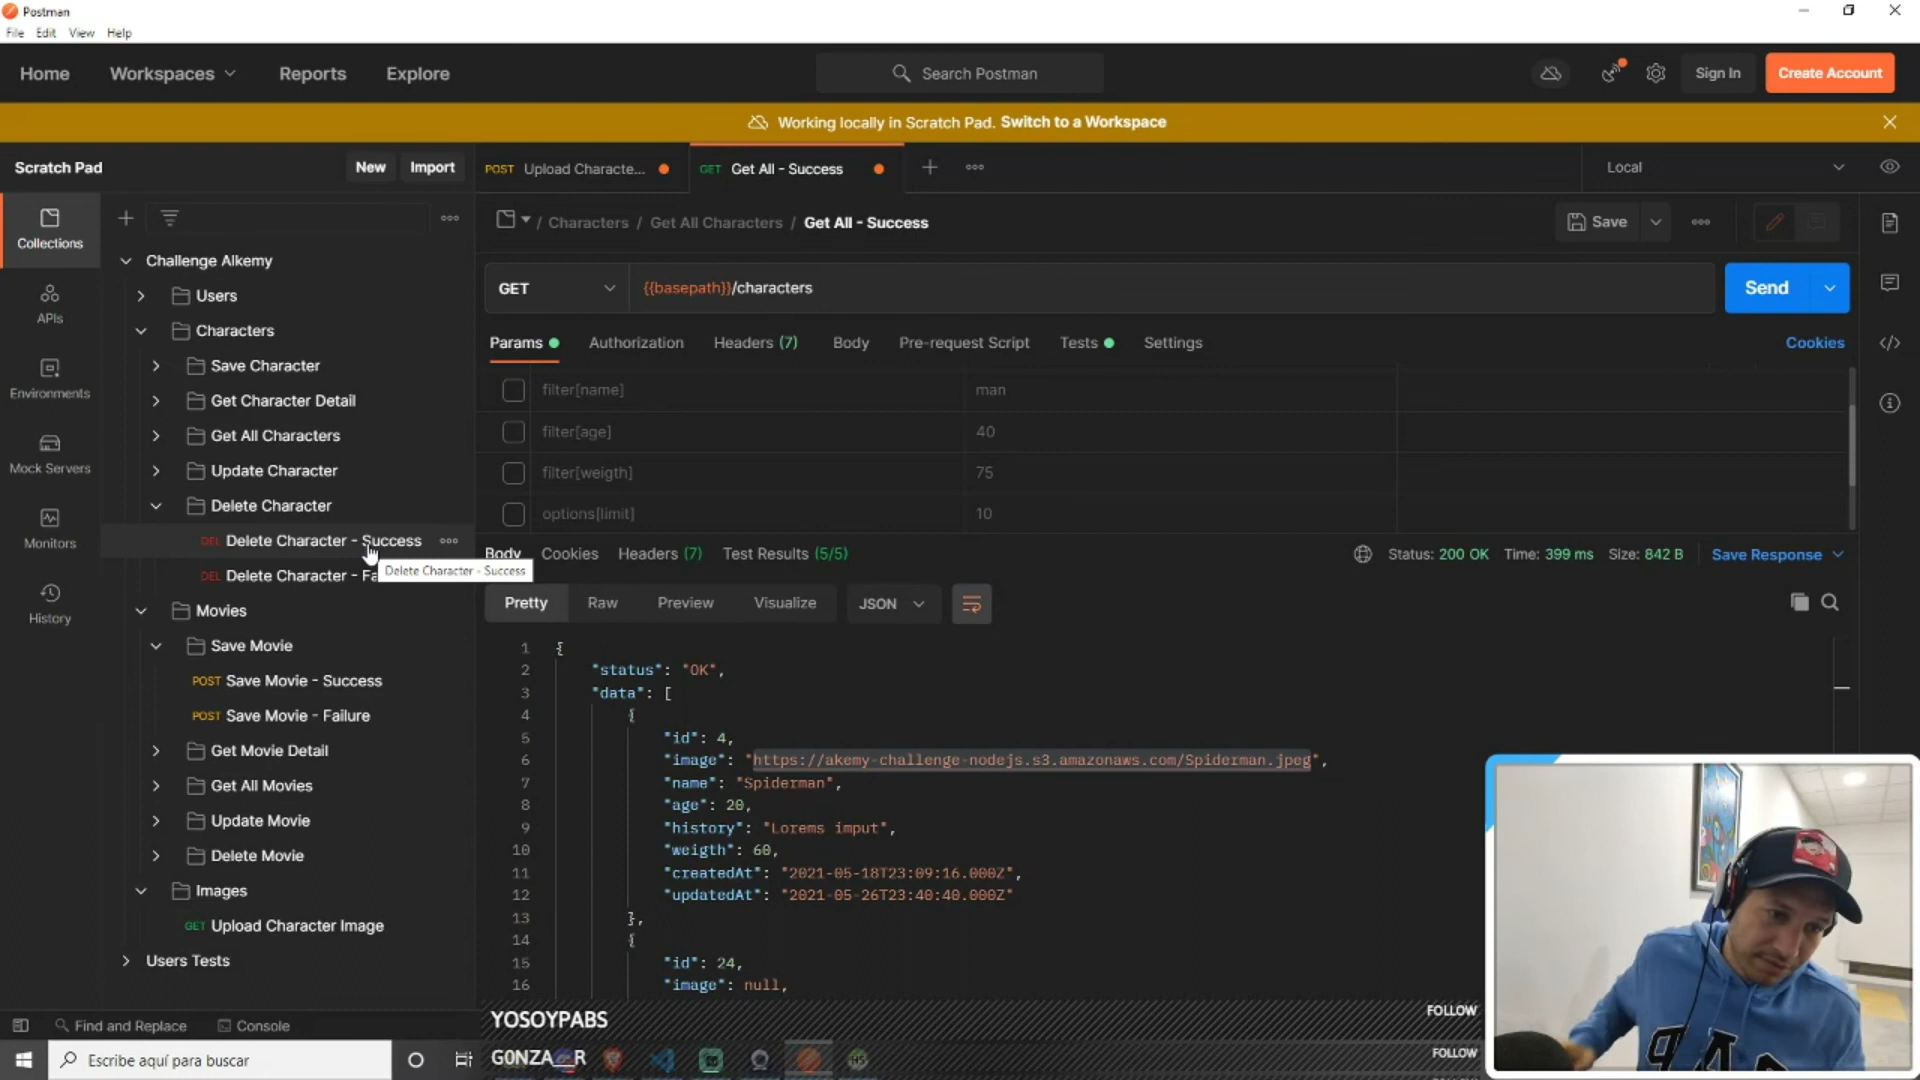 Postman
File Edit View Help
Home Workspaces Reports Explore
Search Postman
Sign In
Create Account
Working locally in Scratch Pad. Switch to a Workspace
Scratch Pad
New Import
POST Upload Characte...
GET Get All - Success
Local
Collections
APIs
Environments
Mock Servers
Monitors
History
Challenge Alkemy
Users
Characters
Save Character
Get Character Detail
Get All Characters
Update Character
Delete Character
DEL Delete Character - Success
DEL Delete Character - Fa
Delete Character - Success
Movies
Save Movie
POST Save Movie - Success
POST Save Movie - Failure
Get Movie Detail
Get All Movies
Update Movie
Delete Movie
Images
GET Upload Character Image
Users Tests
/ Characters / Get All Characters / Get All - Success
Save
GET {{basepath}}/characters
Send
Params Authorization Headers (7) Body Pre-request Script Tests Settings
Cookies
filter[name] man
filter[age] 40
filter[weigth] 75
options[limit] 10
Body Cookies Headers (7) Test Results (5/5)
Status: 200 OK Time: 399 ms Size: 842 B Save Response
Pretty Raw Preview Visualize JSON
1 {
2 "status": "OK",
3 "data": [
4 {
5 "id": 4,
6 "image": "https://akemy-challenge-nodejs.s3.amazonaws.com/Spiderman.jpeg",
7 "name": "Spiderman",
8 "age": 20,
9 "history": "Lorems imput",
10 "weigth": 60,
11 "createdAt": "2021-05-18T23:09:16.000Z",
12 "updatedAt": "2021-05-26T23:40:40.000Z"
13 },
14 {
15 "id": 24,
16 "image": null,
Find and Replace Console
YOSOYPABS FOLLOW
FOLLOW
Escribe aquí para buscar